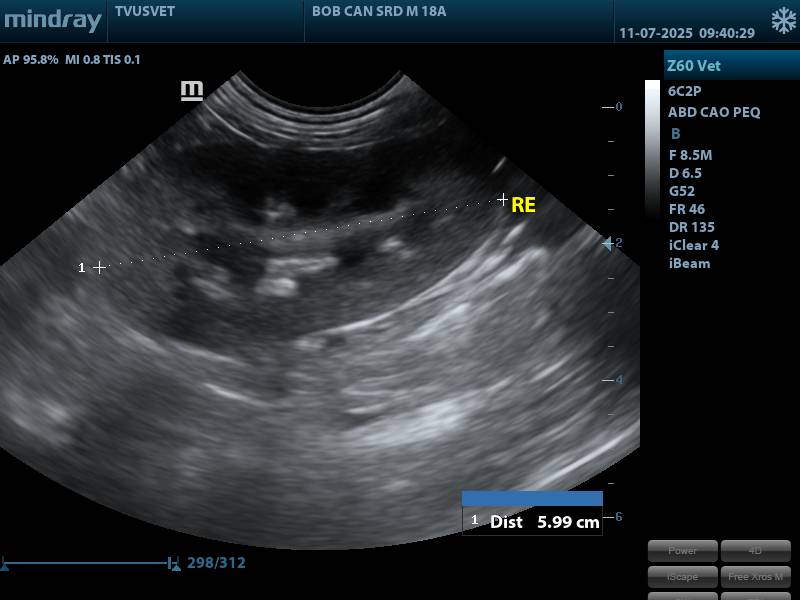 mindray
TVUSVET
BOB CAN SRD M 18A
11-07-2025 09:40:29
AP 95.8% MI 0.8 TIS 0.1
Z60 Vet
m
0
6C2P
ABD CAO PEQ
B
F 8.5M
D 6.5
G52
FR 46
DR 135
iClear 4
iBeam
RE
2
1
4
1 Dist 5.99 cm
6
298/312
Power
4D
iScape
Free Xros M